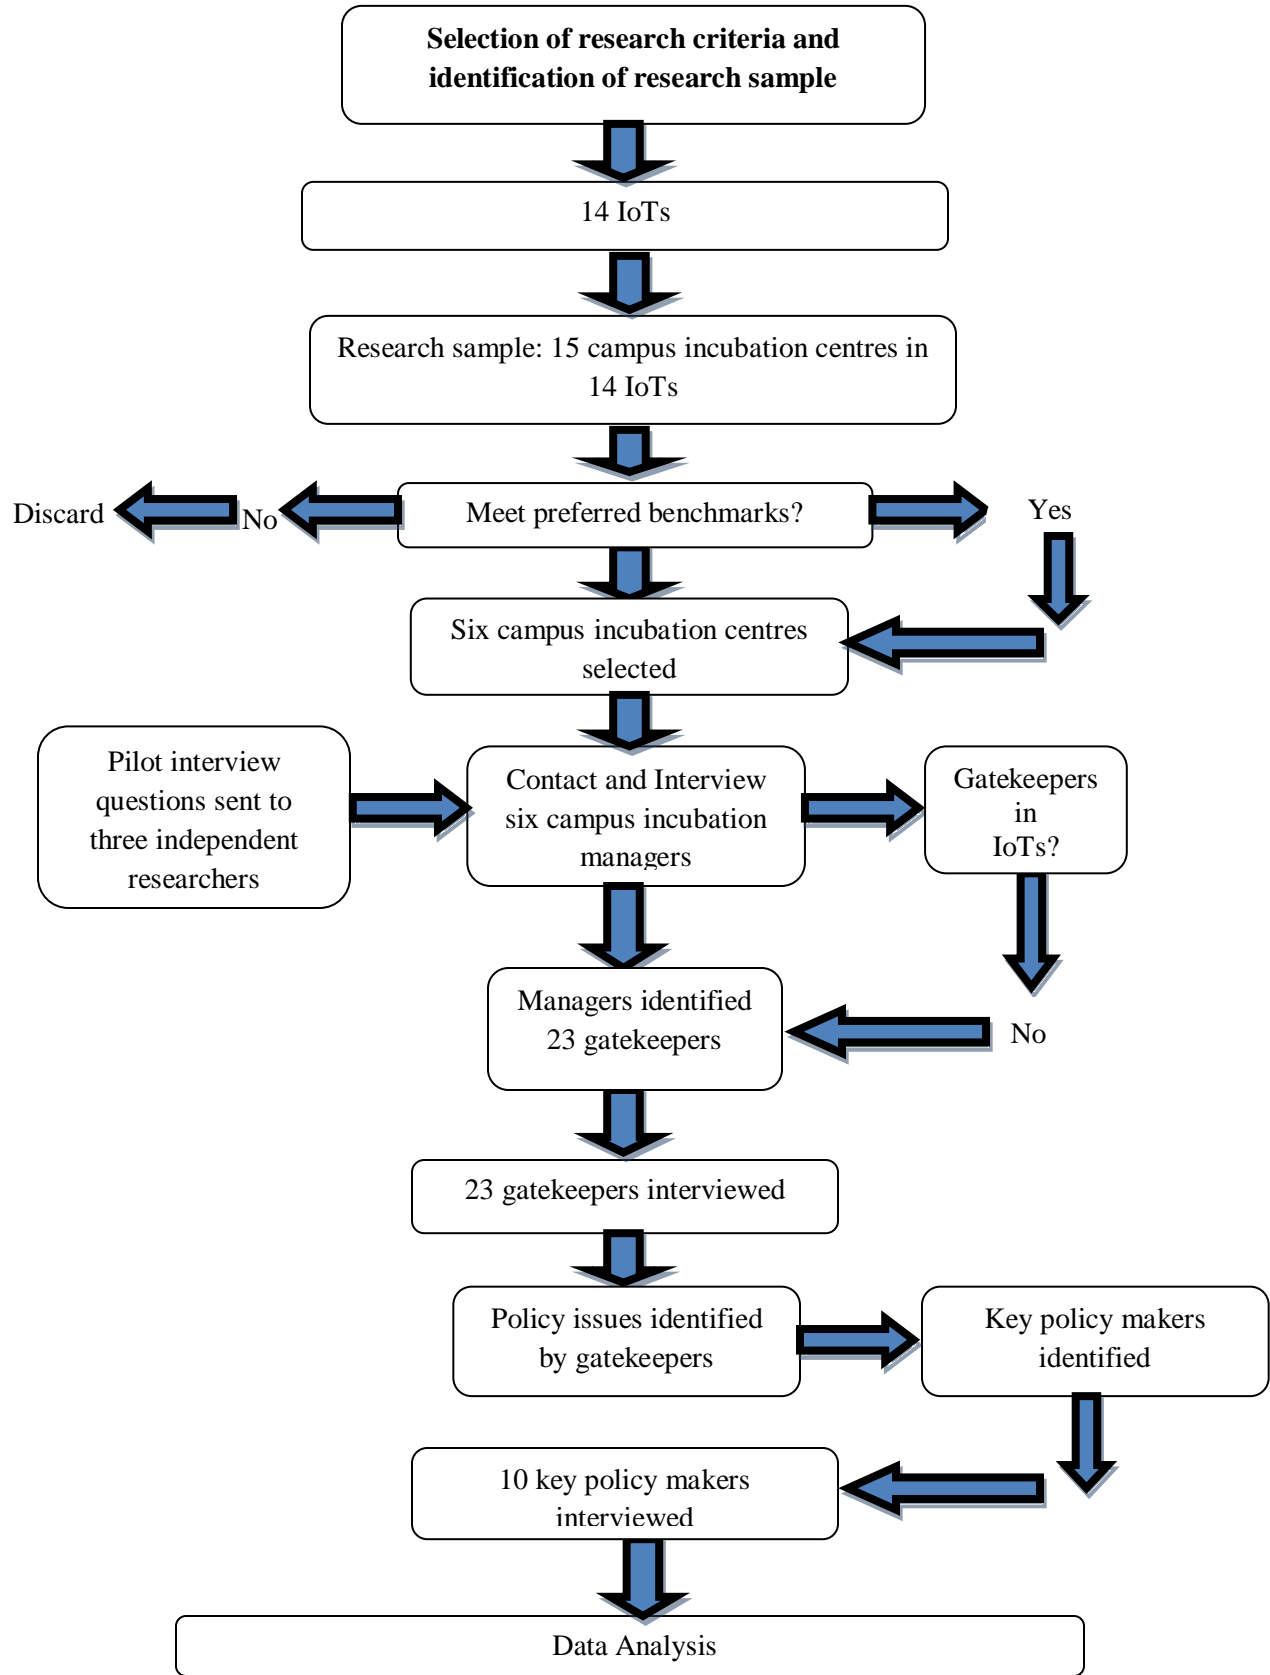 Selection of research criteria and
identification of research sample
14 IoTs
Research sample: 15 campus incubation centres in
14 IoTs
Discard
No
Meet preferred benchmarks?
Yes
Six campus incubation centres
selected
Pilot interview
questions sent to
three independent
researchers
Contact and Interview
six campus incubation
managers
Gatekeepers
in
IoTs?
Managers identified
23 gatekeepers
No
23 gatekeepers interviewed
Policy issues identified
by gatekeepers
Key policy makers
identified
10 key policy makers
interviewed
Data Analysis